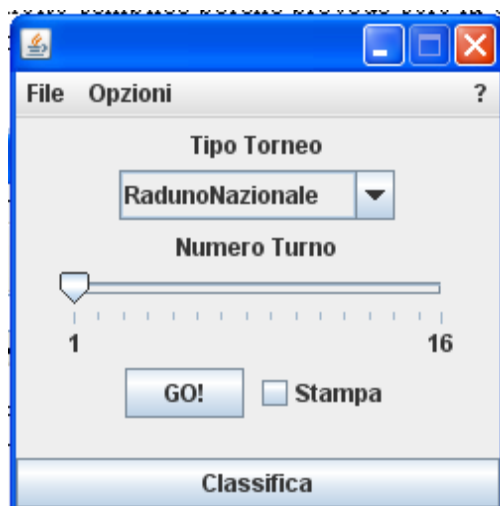 File Opzioni ?
Tipo Torneo
RadunoNazionale
Numero Turno
1 16
GO! Stampa
Classifica